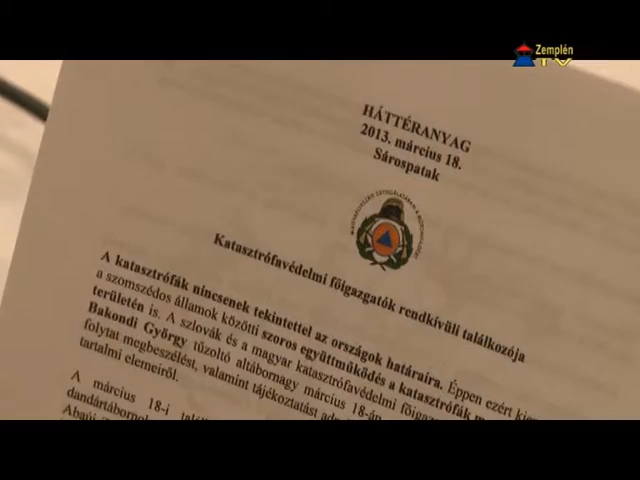 Zemplén
TV
HÁTTÉRANYAG
2013. március 18.
Sárospatak
Katasztrófavédelmi főigazgatók rendkívüli találkozója
A katasztrófák nincsenek tekintettel az országok határaira. Éppen ezért
a szomszédos államok közötti szoros együttműködés a katasztrófák
területén is. A szlovák és a magyar katasztrófavédelmi
Bakondi György tűzoltó altábornagy március 18-án
folytat megbeszélést, valamint tájékoztatást
tartalmi elemeiről.
A március 18-i